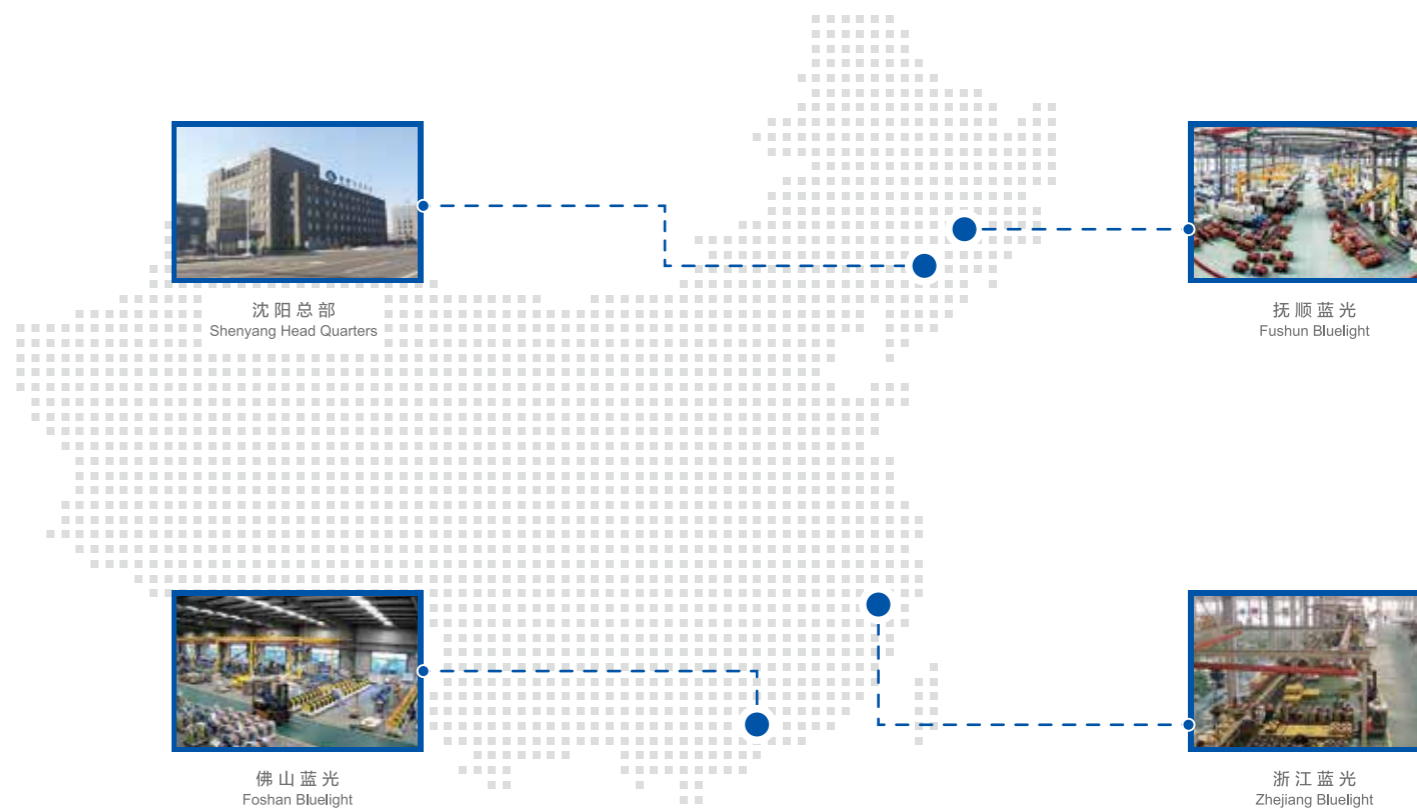 沈阳总部
Shenyang Head Quarters
抚顺蓝光
Fushun Bluelight
佛山蓝光
Foshan Bluelight
浙江蓝光
Zhejiang Bluelight